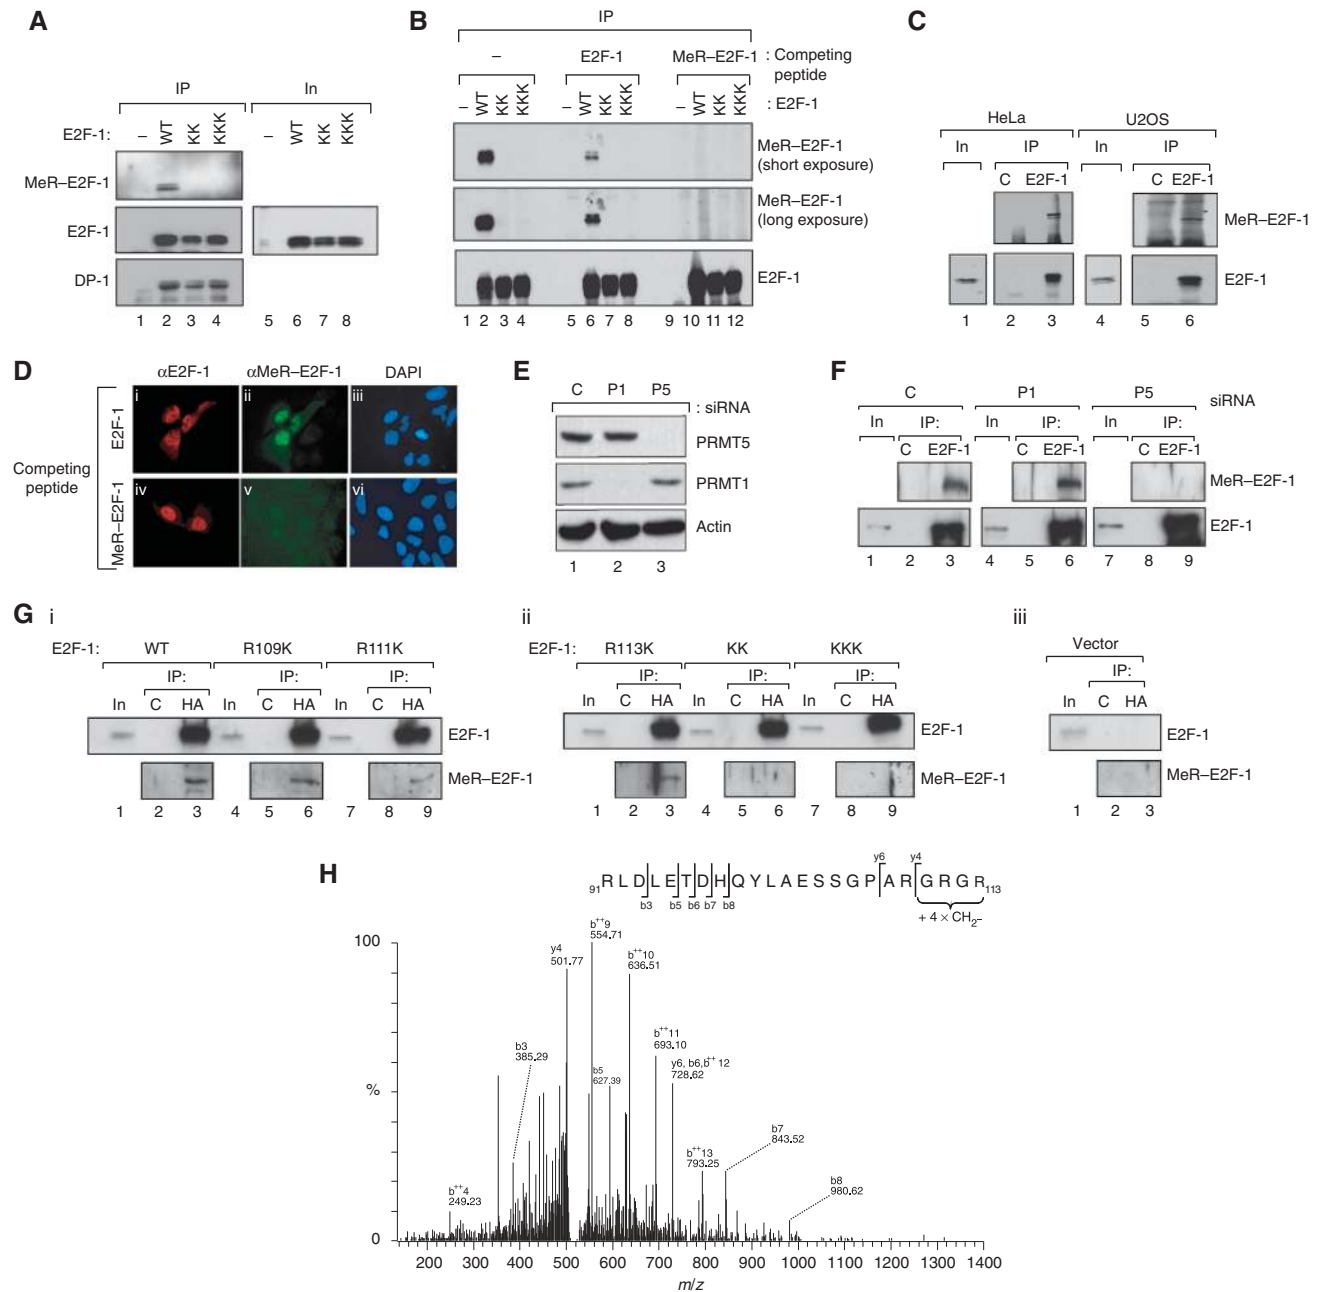 A
IP In
E2F-1: – WT KK KKK – WT KK KKK
MeR–E2F-1
E2F-1
DP-1
1 2 3 4 5 6 7 8
B
IP
– E2F-1 MeR–E2F-1 : Competing peptide
– WT KK KKK – WT KK KKK – WT KK KKK : E2F-1
MeR–E2F-1
(short exposure)
MeR–E2F-1
(long exposure)
E2F-1
1 2 3 4 5 6 7 8 9 10 11 12
C
HeLa U2OS
In IP In IP
C E2F-1 C E2F-1
MeR–E2F-1
E2F-1
1 2 3 4 5 6
D
αE2F-1 αMeR–E2F-1 DAPI
Competing peptide
E2F-1
i ii iii
MeR–E2F-1
iv v vi
E
C P1 P5
: siRNA
PRMT5
PRMT1
Actin
1 2 3
F
C P1 P5 siRNA
In IP: In IP: In IP:
C E2F-1 C E2F-1 C E2F-1
MeR–E2F-1
E2F-1
1 2 3 4 5 6 7 8 9
G
i
E2F-1: WT R109K R111K
IP: IP: IP:
In C HA In C HA In C HA
E2F-1
MeR–E2F-1
1 2 3 4 5 6 7 8 9
ii
E2F-1: R113K KK KKK
IP: IP: IP:
In C HA In C HA In C HA
E2F-1
MeR–E2F-1
1 2 3 4 5 6 7 8 9
iii
Vector
IP:
In C HA
E2F-1
MeR–E2F-1
1 2 3
H
y6 y4
91RLDLETDHQYLAESSGPARGRGR113
b3 b5 b6 b7 b8
+ 4 × CH2–
100
%
0
b++4
249.23
b3
385.29
y4
501.77
b++9
554.71
b5
627.39
b++10
636.51
b++11
693.10
y6, b6,b++ 12
728.62
b++13
793.25
b7
843.52
b8
980.62
200 300 400 500 600 700 800 900 1000 1100 1200 1300 1400
m/z